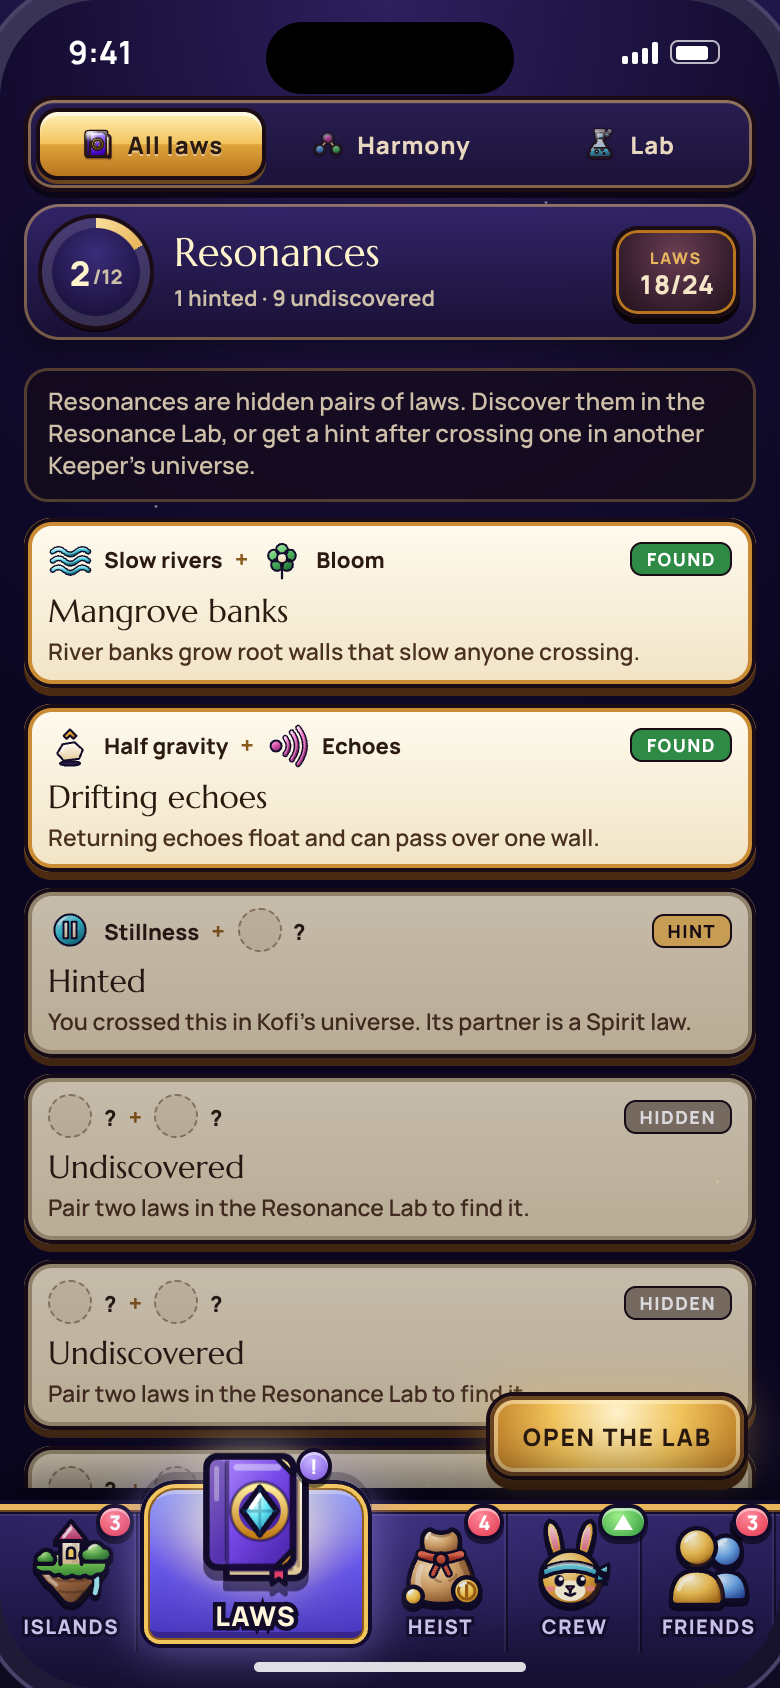 9:41
All laws
Harmony
Lab
2/12
Resonances
1 hinted · 9 undiscovered
LAWS
18/24
Resonances are hidden pairs of laws. Discover them in the
Resonance Lab, or get a hint after crossing one in another
Keeper's universe.
Slow rivers + Bloom
FOUND
Mangrove banks
River banks grow root walls that slow anyone crossing.
Half gravity + Echoes
FOUND
Drifting echoes
Returning echoes float and can pass over one wall.
Stillness + ?
HINT
Hinted
You crossed this in Kofi's universe. Its partner is a Spirit law.
? + ?
HIDDEN
Undiscovered
Pair two laws in the Resonance Lab to find it.
? + ?
HIDDEN
Undiscovered
Pair two laws in the Resonance Lab to find it.
OPEN THE LAB
3
!
4
3
ISLANDS
LAWS
HEIST
CREW
FRIENDS